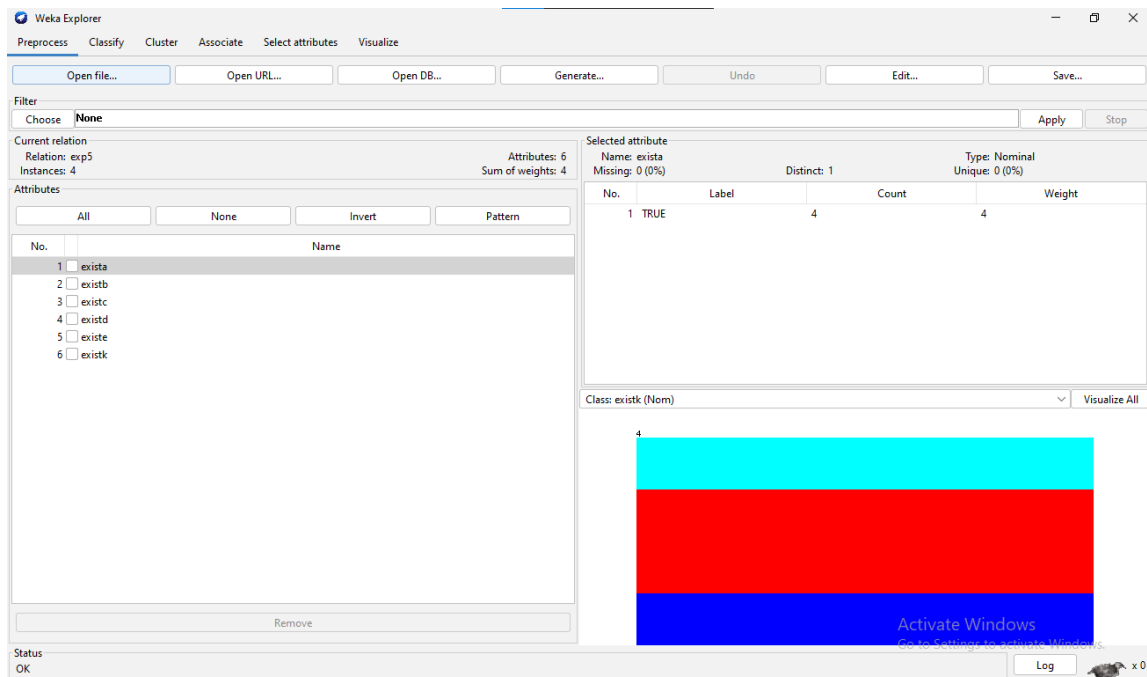 Weka Explorer
Preprocess Classify Cluster Associate Select attributes Visualize
Open file... Open URL... Open DB... Generate... Undo Edit... Save...
Filter
Choose None Apply Stop
Current relation
Relation: exp5 Attributes: 6
Instances: 4 Sum of weights: 4
Attributes
All None Invert Pattern
No. Name
1 exista
2 existb
3 existc
4 existd
5 existe
6 existk
Remove
Selected attribute
Name: exista Type: Nominal
Missing: 0 (0%) Distinct: 1 Unique: 0 (0%)
No. Label Count Weight
1 TRUE 4 4
Class: existk (Nom) Visualize All
4
Activate Windows
Go to Settings to activate Windows.
Status
OK Log x 0